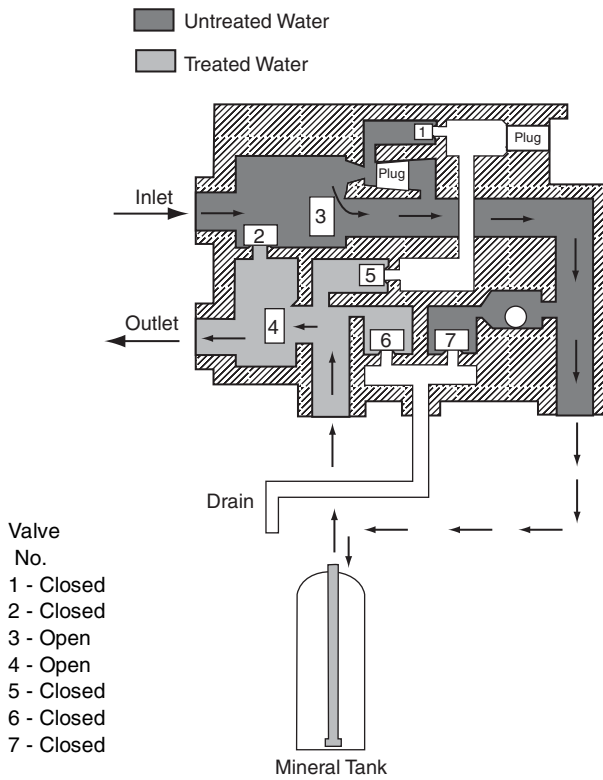 Untreated Water
Treated Water
1
Plug
Plug
Inlet
3
2
5
Outlet
4
6
7
Drain
Valve
No.
1 - Closed
2 - Closed
3 - Open
4 - Open
5 - Closed
6 - Closed
7 - Closed
Mineral Tank